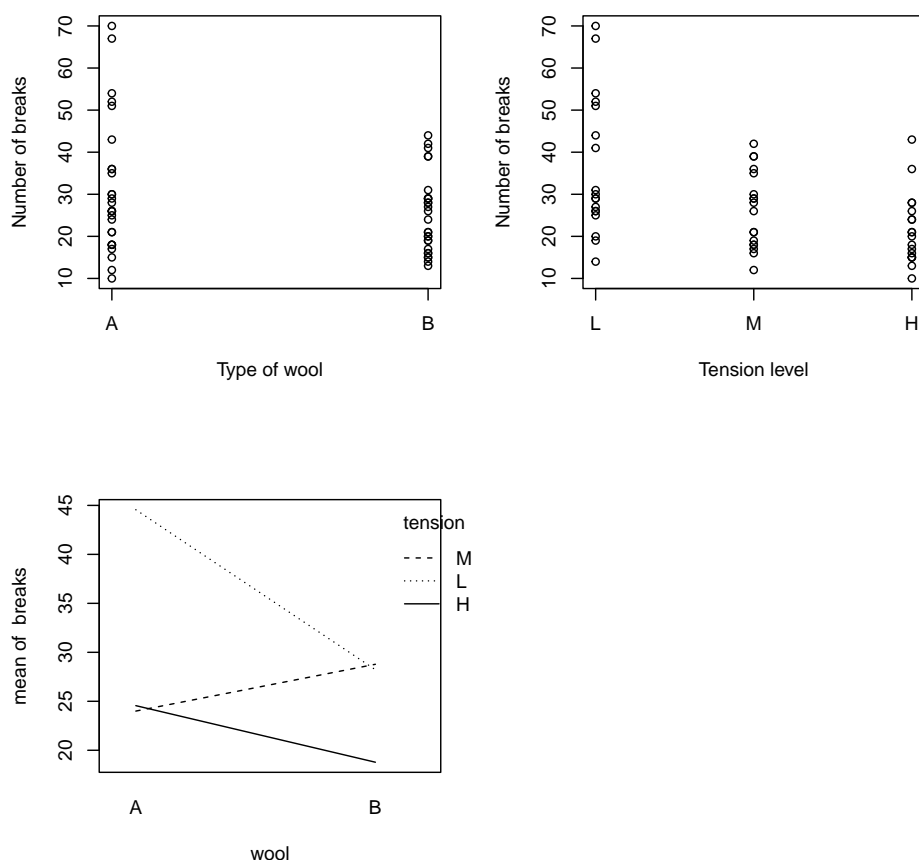 70
60
50
40
30
20
10
Number of breaks
A B
Type of wool
70
60
50
40
30
20
10
Number of breaks
L M H
Tension level
45
40
35
30
25
20
mean of breaks
tension
M
L
H
A B
wool